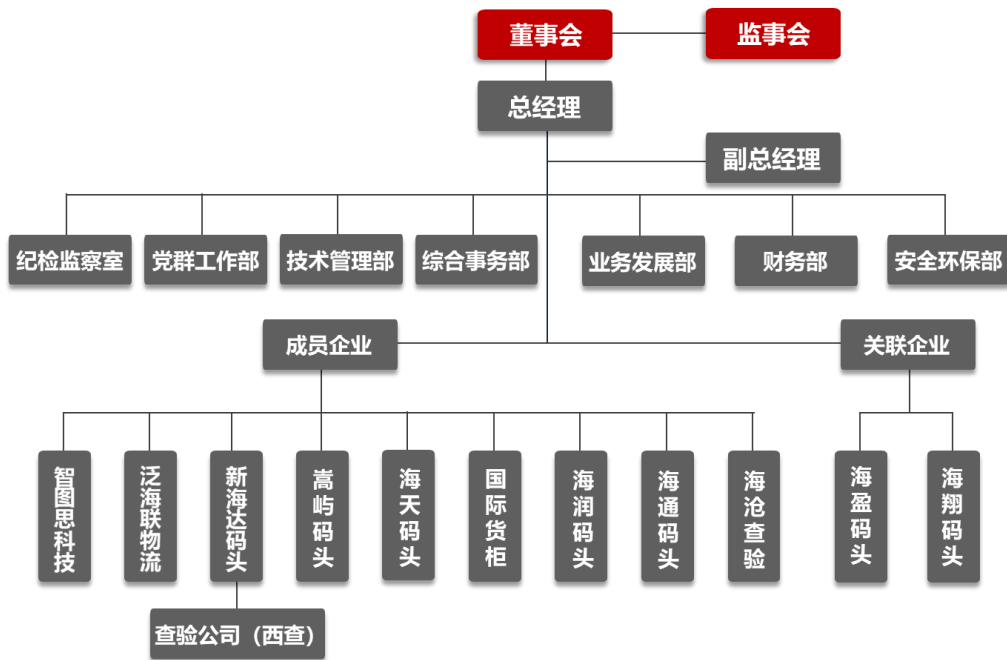 董事会
监事会
总经理
副总经理
纪检监察室
党群工作部
技术管理部
综合事务部
业务发展部
财务部
安全环保部
成员企业
关联企业
智图思科技
泛海联物流
新海达码头
嵩屿码头
海天码头
国际货柜
海润码头
海通码头
海沧查验
海盈码头
海翔码头
查验公司（西查）